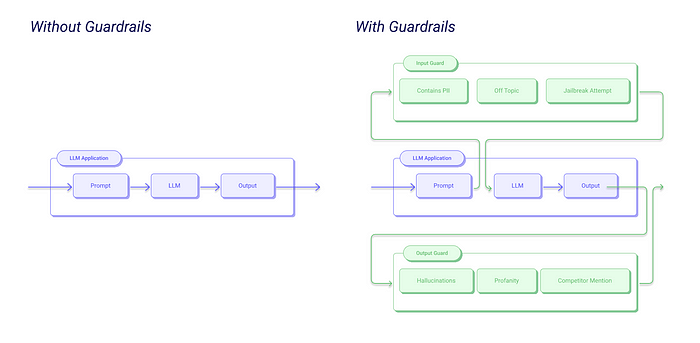 Without Guardrails
LLM Application
Prompt
LLM
Output
With Guardrails
Input Guard
Contains PII
Off Topic
Jailbreak Attempt
LLM Application
Prompt
LLM
Output
Output Guard
Hallucinations
Profanity
Competitor Mention